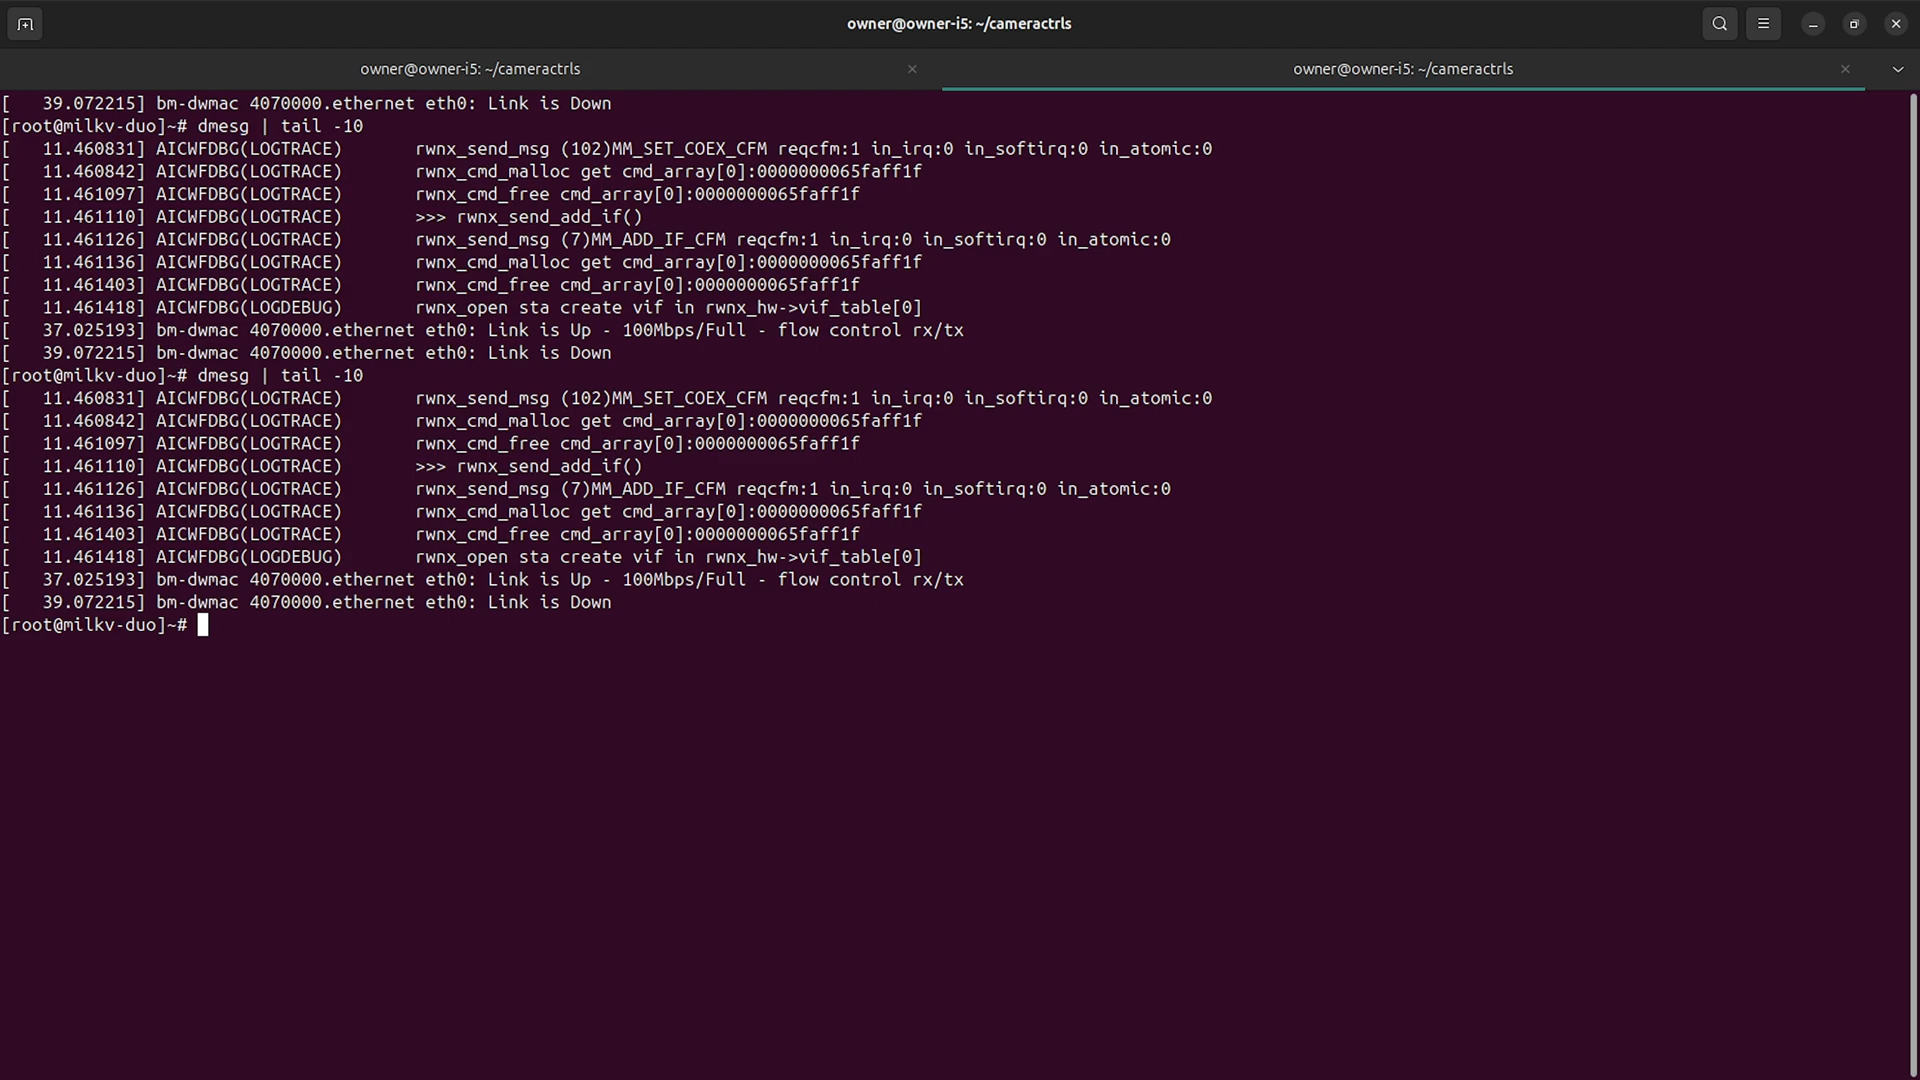 owner@owner-i5: ~/cameractrls
owner@owner-i5: ~/cameractrls
owner@owner-i5: ~/cameractrls
[   39.072215] bm-dwmac 4070000.ethernet eth0: Link is Down
[root@milkv-duo]~# dmesg | tail -10
[   11.460831] AICWFDBG(LOGTRACE)       rwnx_send_msg (102)MM_SET_COEX_CFM reqcfm:1 in_irq:0 in_softirq:0 in_atomic:0
[   11.460842] AICWFDBG(LOGTRACE)       rwnx_cmd_malloc get cmd_array[0]:0000000065faff1f
[   11.461097] AICWFDBG(LOGTRACE)       rwnx_cmd_free cmd_array[0]:0000000065faff1f
[   11.461110] AICWFDBG(LOGTRACE)       >>> rwnx_send_add_if()
[   11.461126] AICWFDBG(LOGTRACE)       rwnx_send_msg (7)MM_ADD_IF_CFM reqcfm:1 in_irq:0 in_softirq:0 in_atomic:0
[   11.461136] AICWFDBG(LOGTRACE)       rwnx_cmd_malloc get cmd_array[0]:0000000065faff1f
[   11.461403] AICWFDBG(LOGTRACE)       rwnx_cmd_free cmd_array[0]:0000000065faff1f
[   11.461418] AICWFDBG(LOGDEBUG)       rwnx_open sta create vif in rwnx_hw->vif_table[0]
[   37.025193] bm-dwmac 4070000.ethernet eth0: Link is Up - 100Mbps/Full - flow control rx/tx
[   39.072215] bm-dwmac 4070000.ethernet eth0: Link is Down
[root@milkv-duo]~# dmesg | tail -10
[   11.460831] AICWFDBG(LOGTRACE)       rwnx_send_msg (102)MM_SET_COEX_CFM reqcfm:1 in_irq:0 in_softirq:0 in_atomic:0
[   11.460842] AICWFDBG(LOGTRACE)       rwnx_cmd_malloc get cmd_array[0]:0000000065faff1f
[   11.461097] AICWFDBG(LOGTRACE)       rwnx_cmd_free cmd_array[0]:0000000065faff1f
[   11.461110] AICWFDBG(LOGTRACE)       >>> rwnx_send_add_if()
[   11.461126] AICWFDBG(LOGTRACE)       rwnx_send_msg (7)MM_ADD_IF_CFM reqcfm:1 in_irq:0 in_softirq:0 in_atomic:0
[   11.461136] AICWFDBG(LOGTRACE)       rwnx_cmd_malloc get cmd_array[0]:0000000065faff1f
[   11.461403] AICWFDBG(LOGTRACE)       rwnx_cmd_free cmd_array[0]:0000000065faff1f
[   11.461418] AICWFDBG(LOGDEBUG)       rwnx_open sta create vif in rwnx_hw->vif_table[0]
[   37.025193] bm-dwmac 4070000.ethernet eth0: Link is Up - 100Mbps/Full - flow control rx/tx
[   39.072215] bm-dwmac 4070000.ethernet eth0: Link is Down
[root@milkv-duo]~#